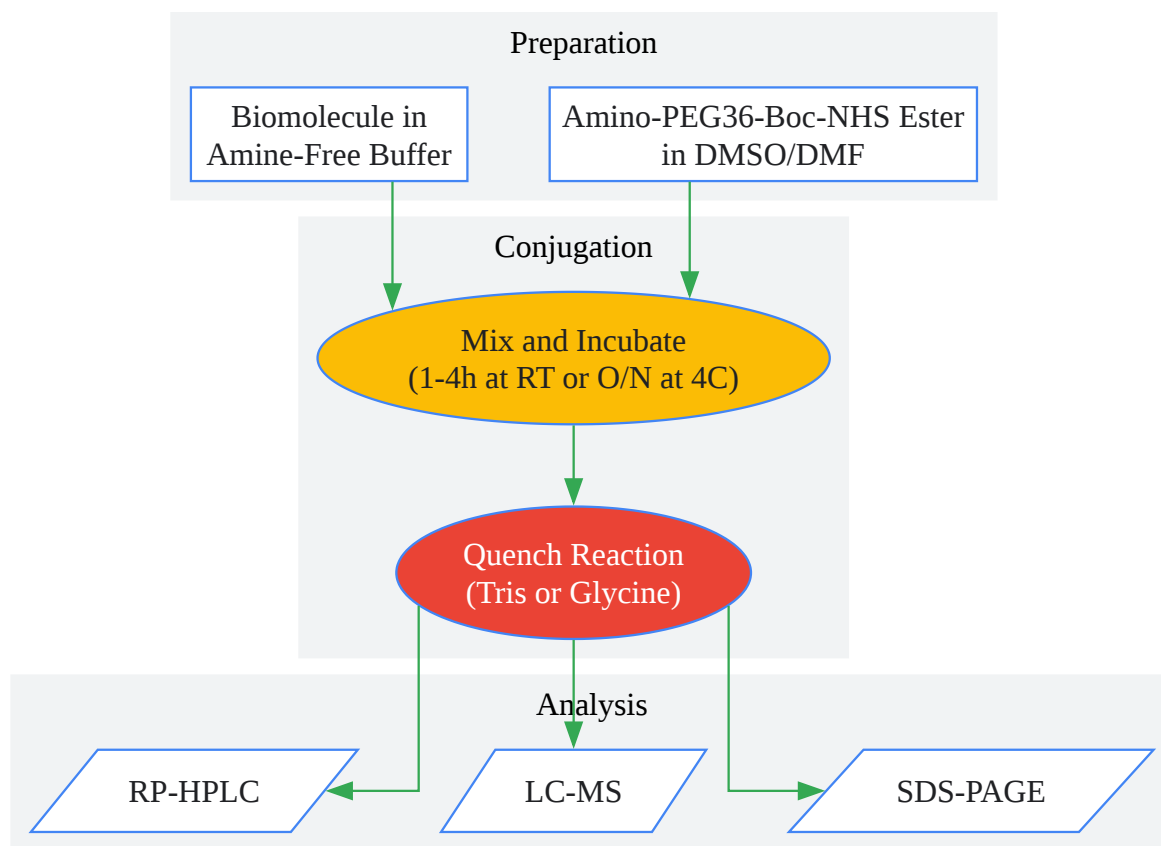 Preparation
Biomolecule in
Amine-Free Buffer
Amino-PEG36-Boc-NHS Ester
in DMSO/DMF
Conjugation
Mix and Incubate
(1-4h at RT or O/N at 4C)
Quench Reaction
(Tris or Glycine)
Analysis
RP-HPLC
LC-MS
SDS-PAGE